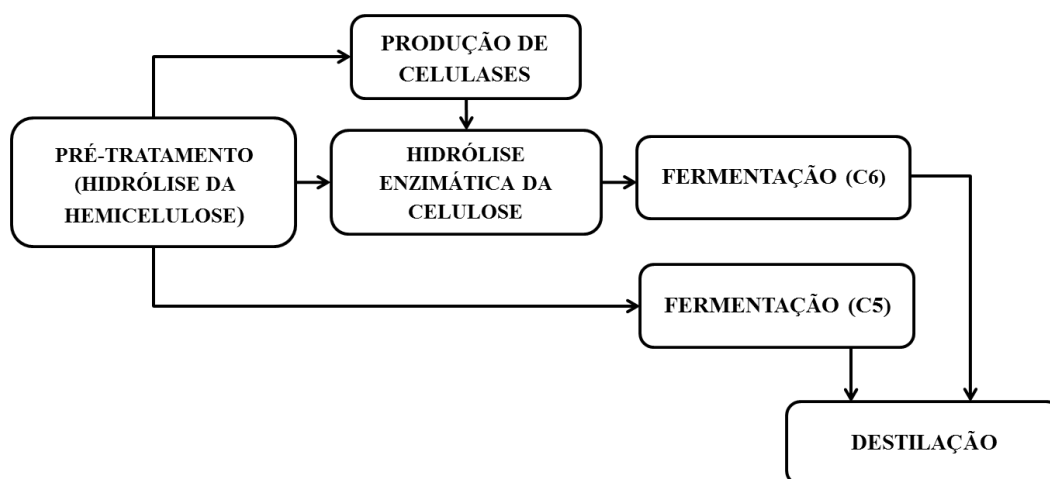 PRODUÇÃO DE
CELULASES
PRÉ-TRATAMENTO
(HIDRÓLISE DA
HEMICELULOSE)
HIDRÓLISE
ENZIMÁTICA DA
CELULOSE
FERMENTAÇÃO (C6)
FERMENTAÇÃO (C5)
DESTILAÇÃO